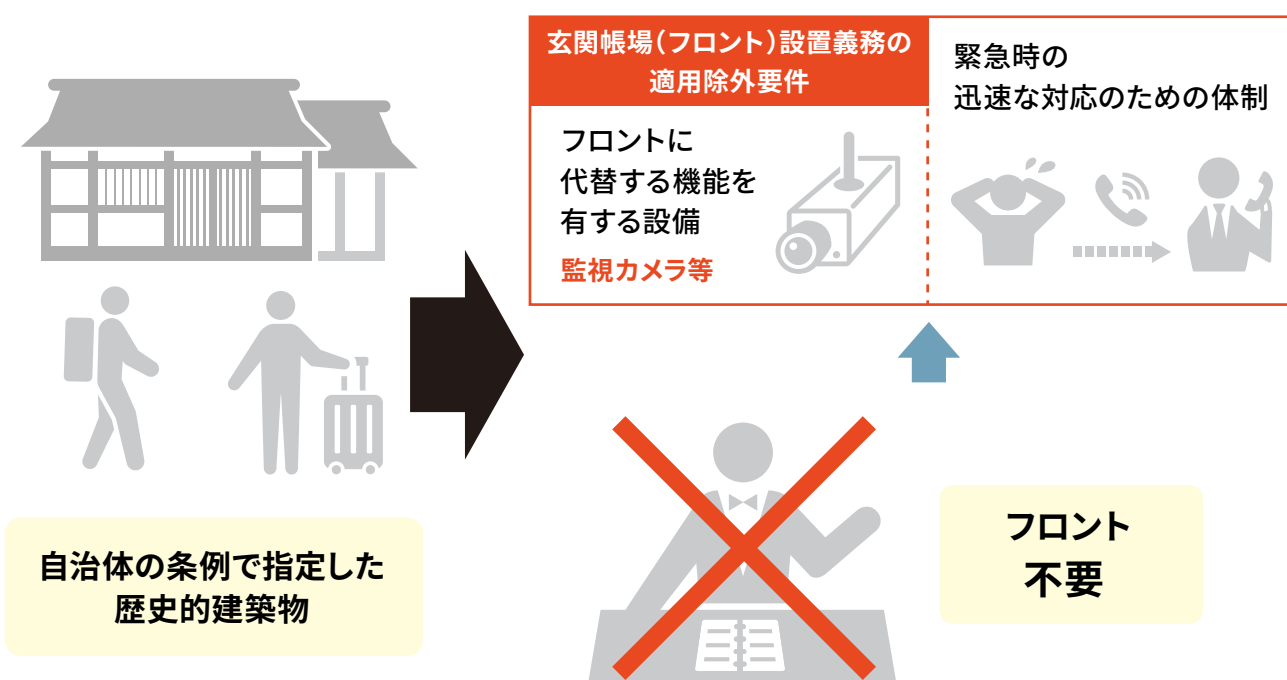 玄関帳場（フロント）設置義務の
適用除外要件
フロントに
代替する機能を
有する設備
監視カメラ等
緊急時の
迅速な対応のための体制
自治体の条例で指定した
歴史的建築物
フロント
不要